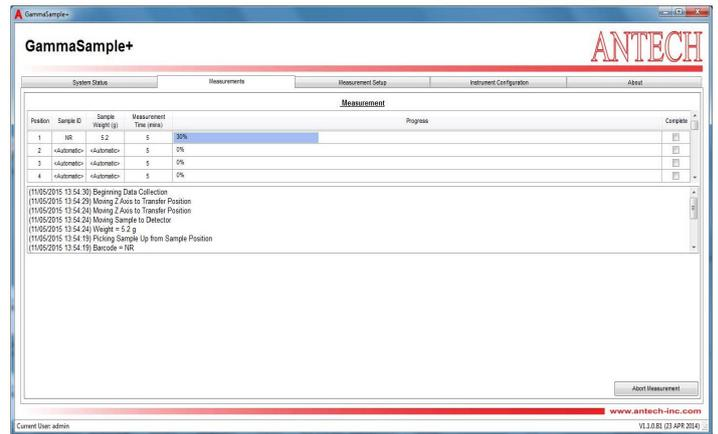 GammaSample+
GammaSample+
ANTECH
System Status Measurements Measurement Setup Instrument Configuration About
Measurement
Position Sample ID Sample Weight (g) Measurement Time (mins) Progress Complete
1 NR 5.2 5 30%
2 <Automatic> <Automatic> 5 0%
3 <Automatic> <Automatic> 5 0%
4 <Automatic> <Automatic> 5 0%
(11/05/2015 13:54:30) Beginning Data Collection
(11/05/2015 13:54:29) Moving Z Axis to Transfer Position
(11/05/2015 13:54:24) Moving Z Axis to Transfer Position
(11/05/2015 13:54:24) Moving Sample to Detector
(11/05/2015 13:54:24) Weight = 5.2 g
(11/05/2015 13:54:19) Picking Sample Up from Sample Position
(11/05/2015 13:54:19) Barcode = NR
Abort Measurement
www.antech-inc.com
Current User: admin V1.1.0.81 (23 APR 2014)